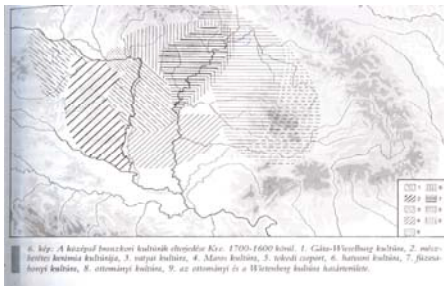 6. kép: A középső bronzkori kultúrák elterjedése Kr.e. 1700-1600 körül. 1. Gáta-Wieselburg kultúra, 2. mész-
betétes kerámia kultúrája, 3. vatyai kultúra, 4. Maros kultúra, 5. tokodi csoport, 6. hatvani kultúra, 7. füzes-
abonyi kultúra, 8. ottományi kultúra, 9. az ottományi és a Wietenberg kultúra határterülete.